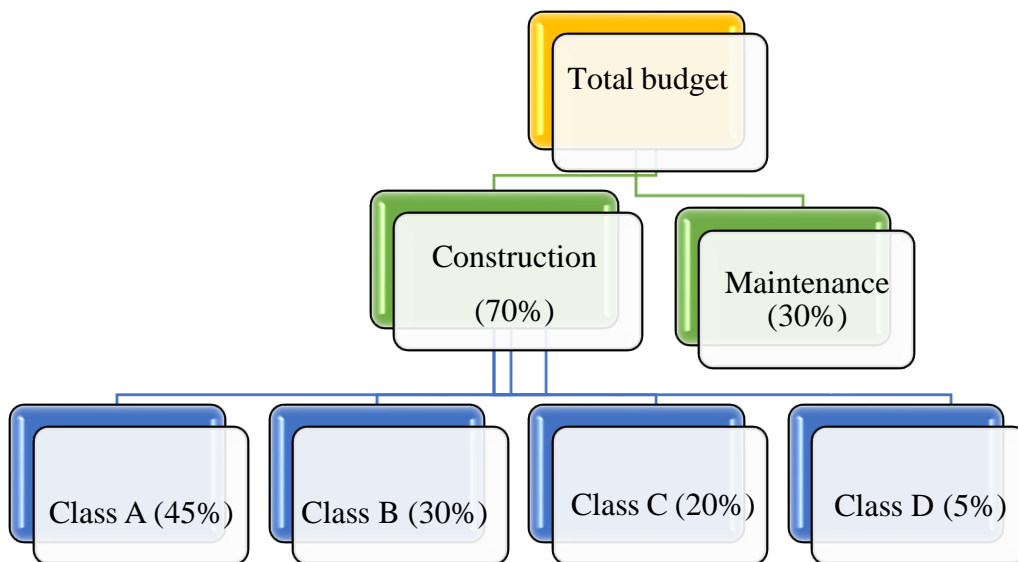 Total budget
Construction
(70%)
Maintenance
(30%)
Class A (45%)
Class B (30%)
Class C (20%)
Class D (5%)